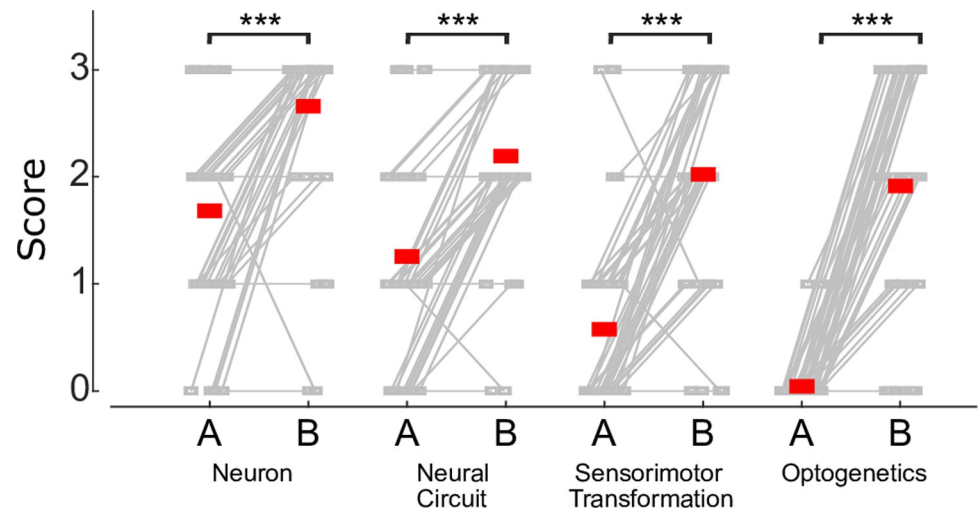 *** *** *** ***
3
2
1
0
Score
A B A B A B A B
Neuron
Neural
Circuit
Sensorimotor
Transformation
Optogenetics